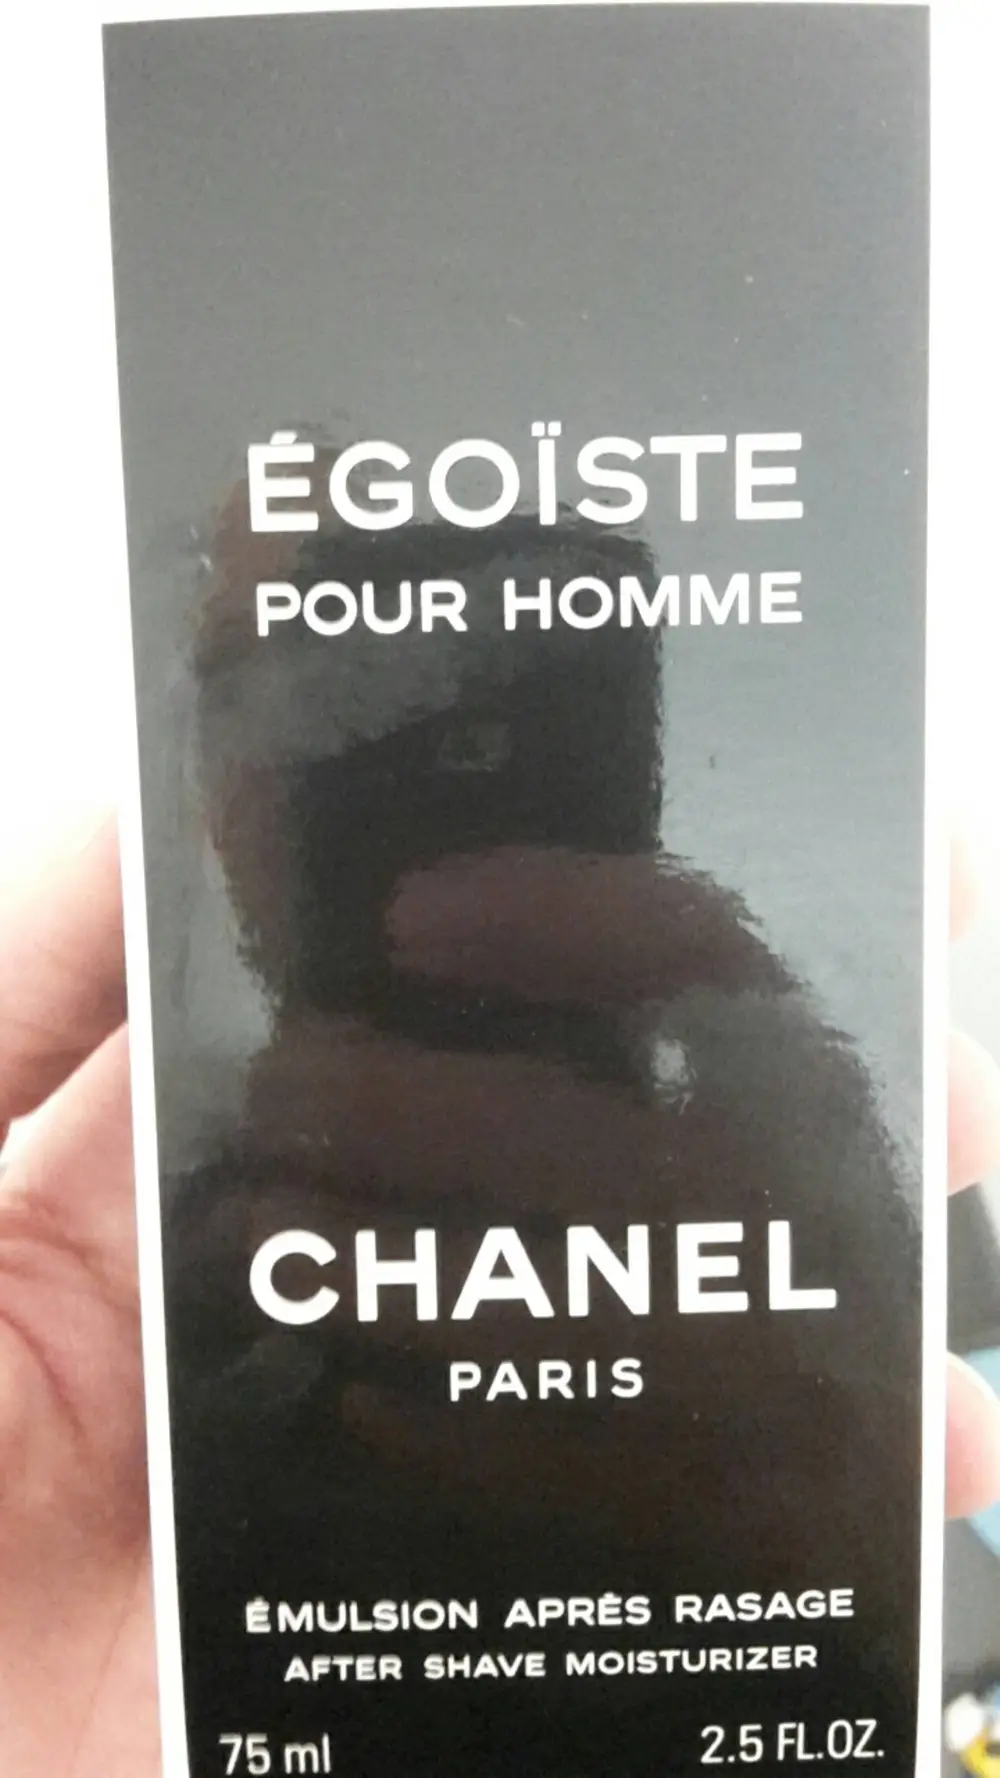 ÉGOÏSTE
POUR HOMME
CHANEL
PARIS
ÉMULSION APRÈS RASAGE
AFTER SHAVE MOISTURIZER
75 ml 2.5 FL.OZ.